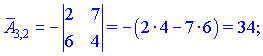 A̅₃,₂ = −|2 7; 6 4| = −(2·4−7·6) = 34;